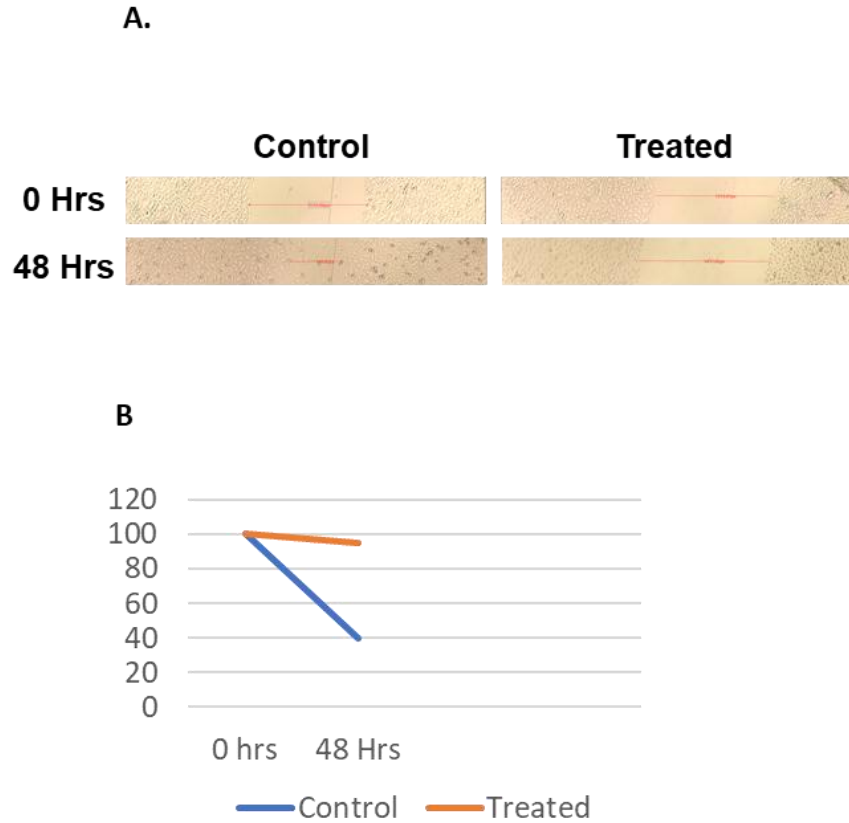 A.
Control Treated
0 Hrs
48 Hrs
B
120
100
80
60
40
20
0
0 hrs 48 Hrs
Control Treated